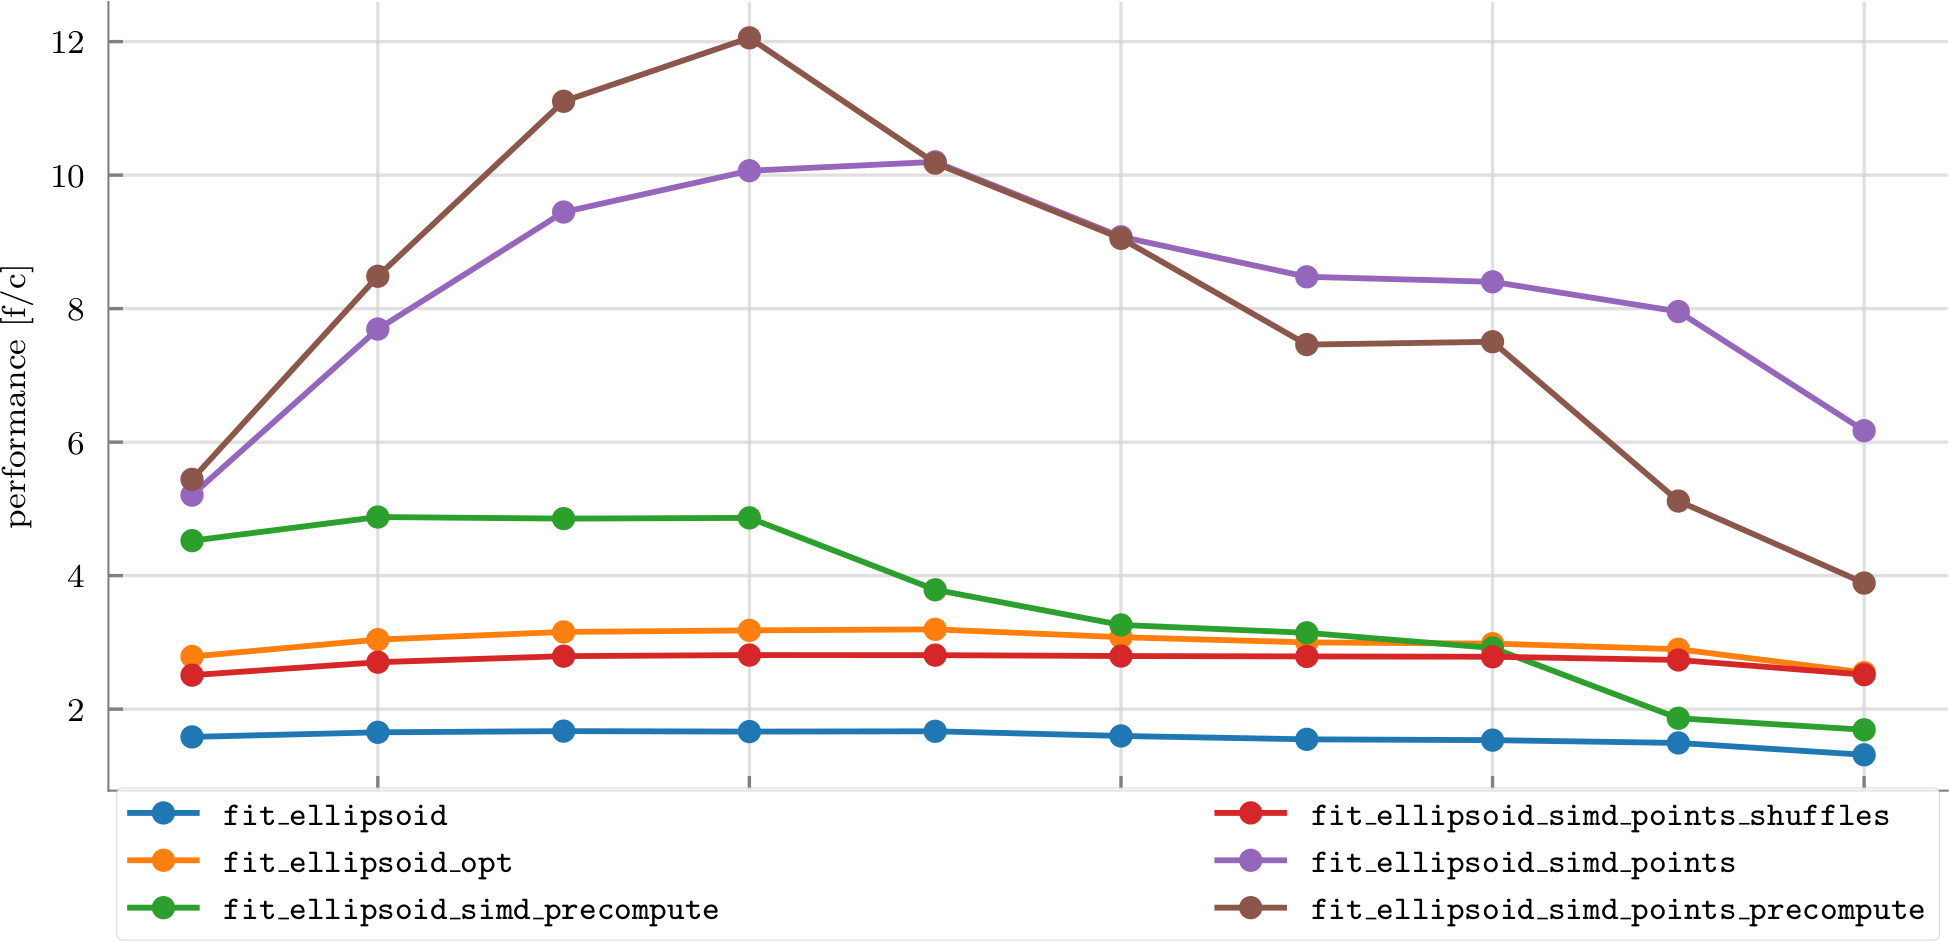 12
10
8
6
4
2
performance [f/c]
fit_ellipsoid
fit_ellipsoid_opt
fit_ellipsoid_simd_precompute
fit_ellipsoid_simd_points_shuffles
fit_ellipsoid_simd_points
fit_ellipsoid_simd_points_precompute